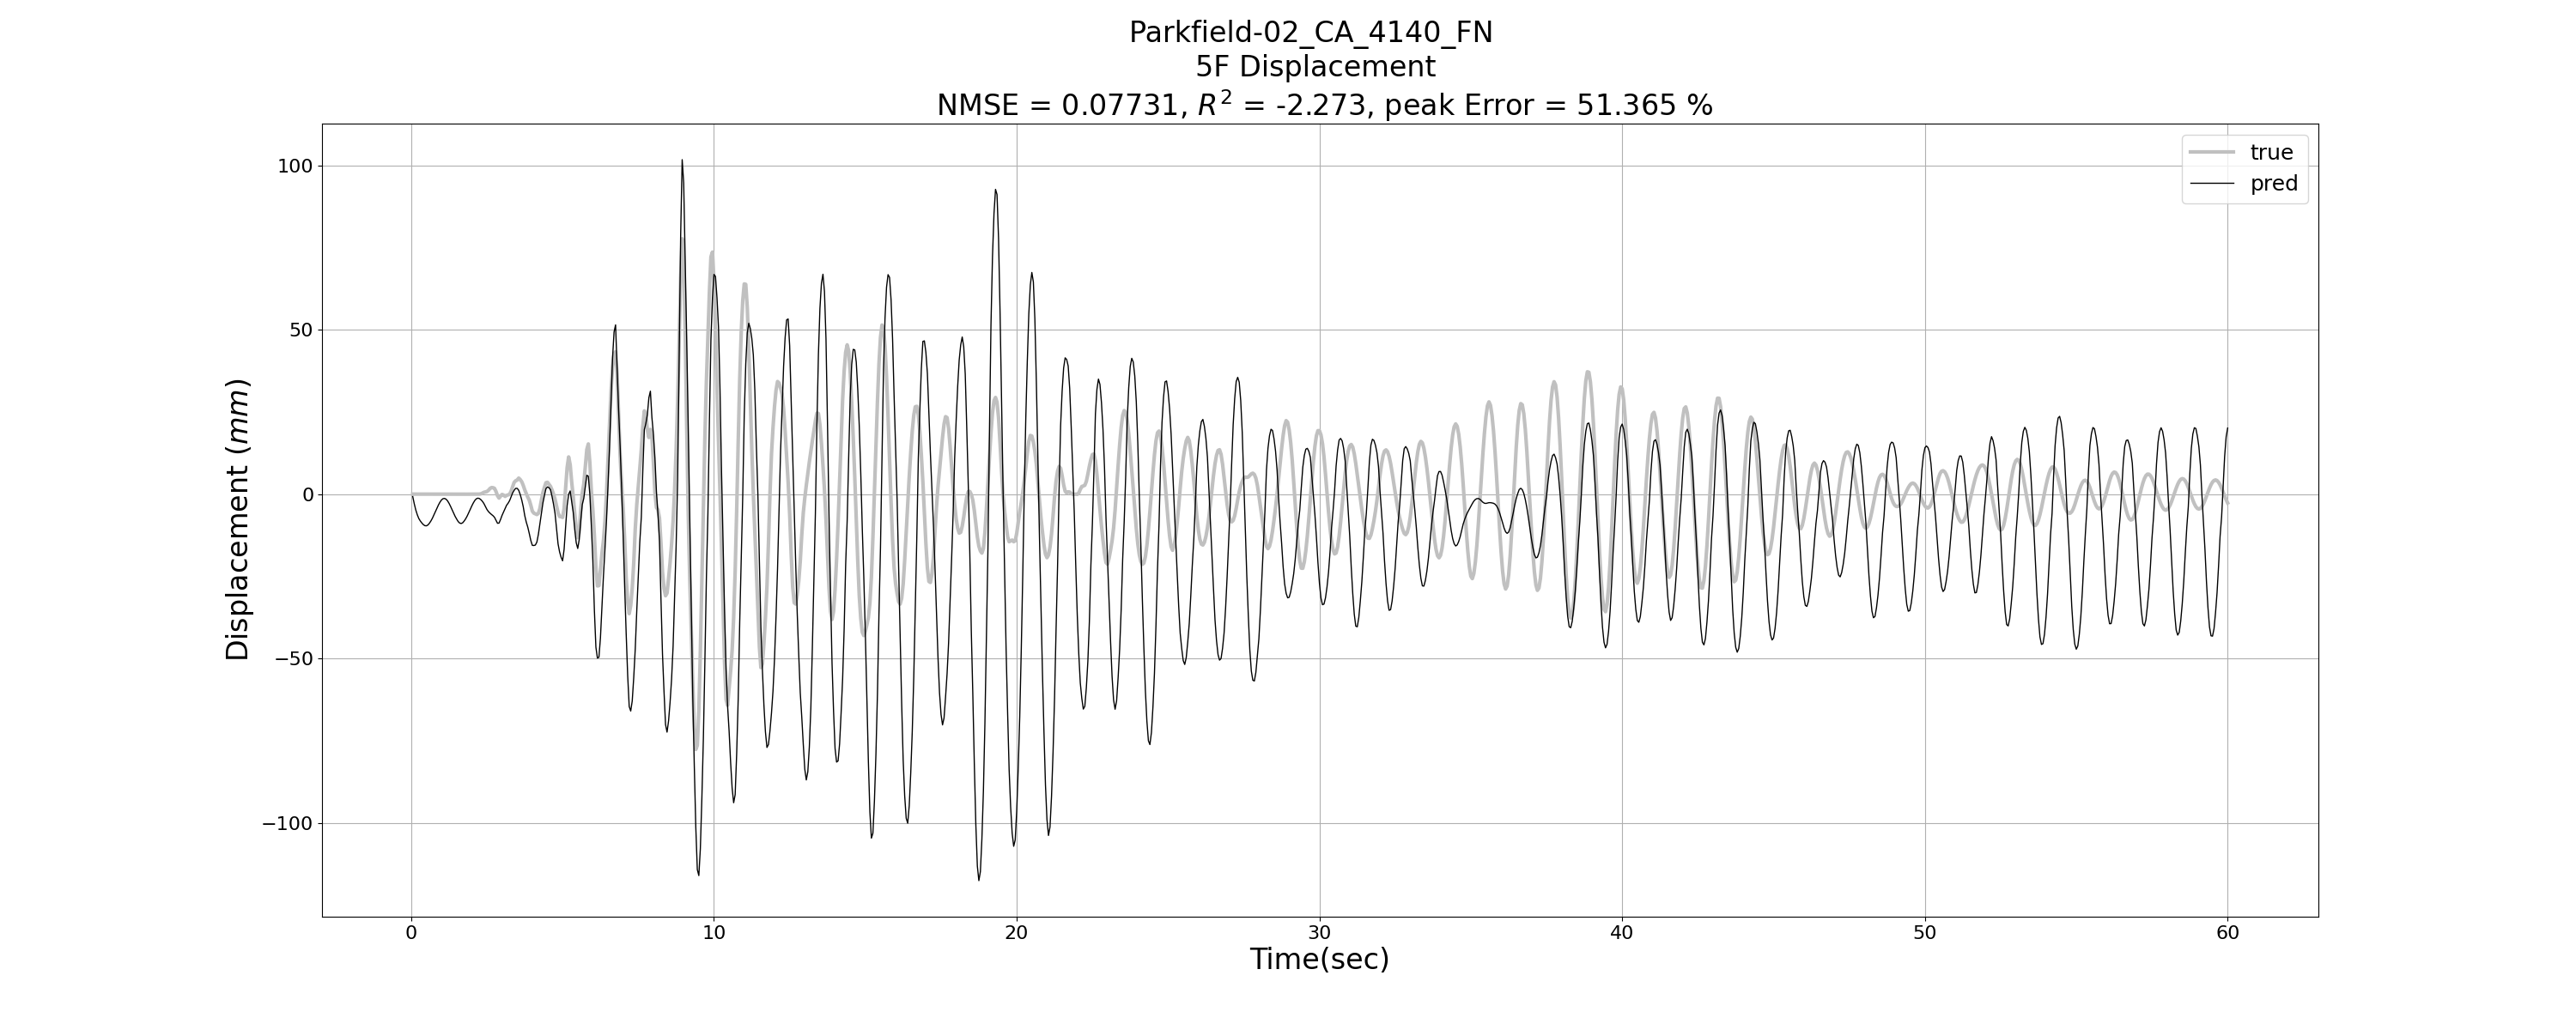 Parkfield-02_CA_4140_FN
5F Displacement
NMSE = 0.07731, R² = -2.273, peak Error = 51.365 %
true
pred
100
50
0
−50
−100
Displacement (mm)
0 10 20 30 40 50 60
Time(sec)